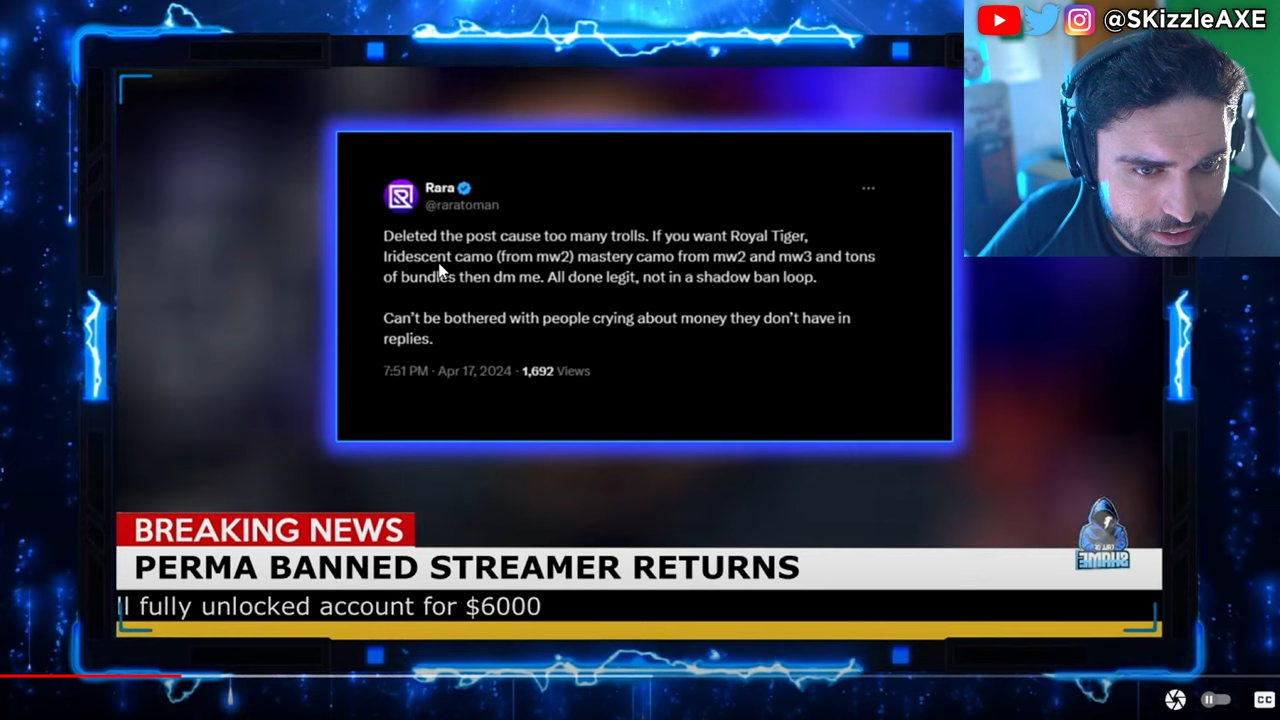 @SKizzleAXE
Rara
@raratoman
Deleted the post cause too many trolls. If you want Royal Tiger,
Iridescent camo (from mw2) mastery camo from mw2 and mw3 and tons
of bundles then dm me. All done legit, not in a shadow ban loop.
Can't be bothered with people crying about money they don't have in
replies.
7:51 PM · Apr 17, 2024 · 1,692 Views
BREAKING NEWS
PERMA BANNED STREAMER RETURNS
ll fully unlocked account for $6000
SHAME
CC